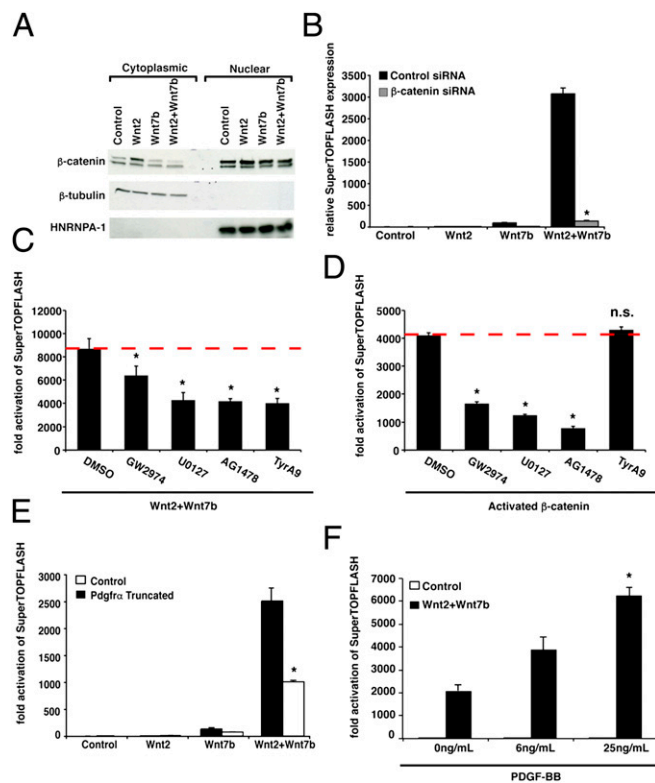 A
Cytoplasmic Nuclear
Control Wnt2 Wnt7b Wnt2+Wnt7b Control Wnt2 Wnt7b Wnt2+Wnt7b
β-catenin
β-tubulin
HNRNPA-1
B
relative SuperTOPFLASH expression
3500
3000
2500
2000
1500
1000
500
0
Control siRNA
β-catenin siRNA
*
Control Wnt2 Wnt7b Wnt2+Wnt7b
C
fold activation of SuperTOPFLASH
12000
10000
8000
6000
4000
2000
0
* * * *
DMSO GW2974 U0127 AG1478 TyrA9
Wnt2+Wnt7b
D
fold activation of SuperTOPFLASH
5000
4000
3000
2000
1000
0
n.s.
* * *
DMSO GW2974 U0127 AG1478 TyrA9
Activated β-catenin
E
fold activation of SuperTOPFLASH
3000
2500
2000
1500
1000
500
0
Control
Pdgfrα Truncated
*
Control Wnt2 Wnt7b Wnt2+Wnt7b
F
fold activation of SuperTOPFLASH
7000
6000
5000
4000
3000
2000
1000
0
Control
Wnt2+Wnt7b
*
0ng/mL 6ng/mL 25ng/mL
PDGF-BB